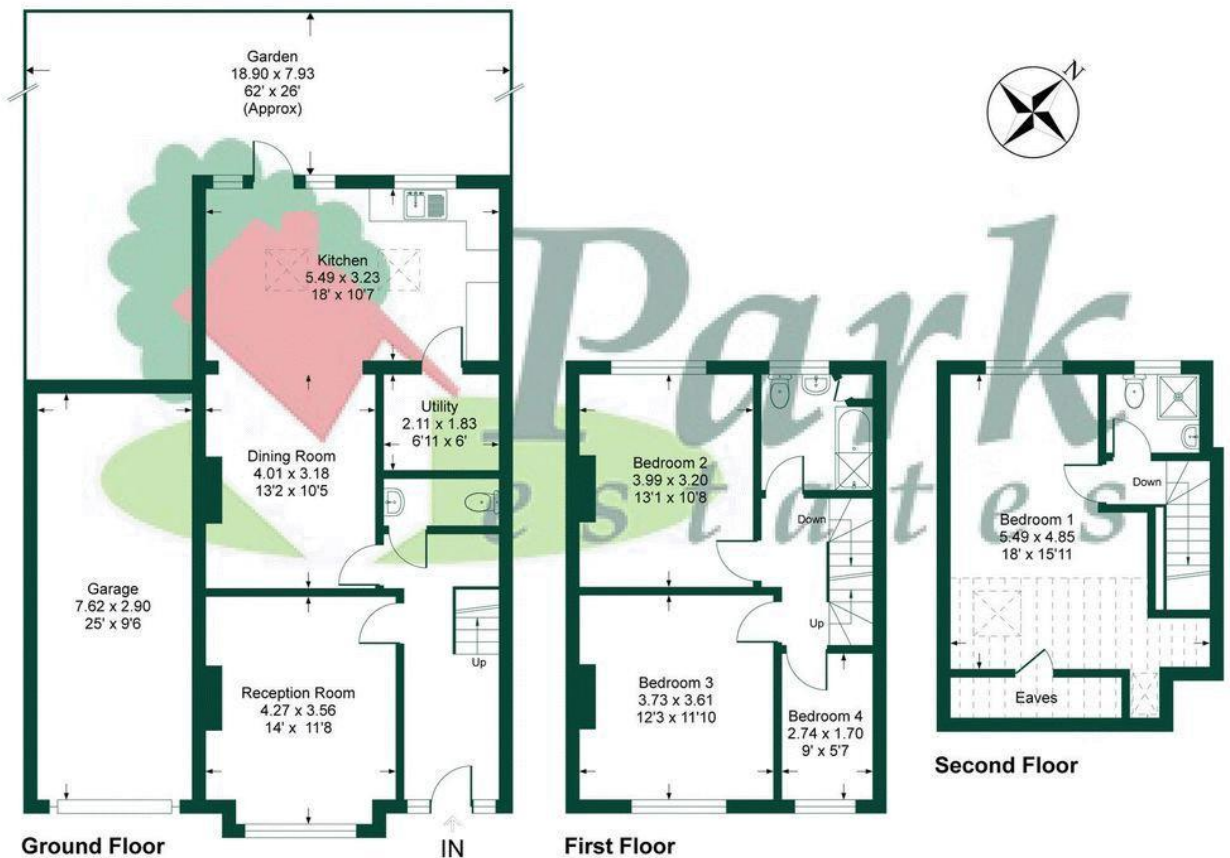 Garden
18.90 x 7.93
62' x 26'
(Approx)
N
Kitchen
5.49 x 3.23
18' x 10'7
Utility
2.11 x 1.83
6'11 x 6'
Dining Room
4.01 x 3.18
13'2 x 10'5
Garage
7.62 x 2.90
25' x 9'6
Up
Reception Room
4.27 x 3.56
14' x 11'8
IN
Ground Floor
Park
estates
Bedroom 2
3.99 x 3.20
13'1 x 10'8
Down
Up
Bedroom 3
3.73 x 3.61
12'3 x 11'10
Bedroom 4
2.74 x 1.70
9' x 5'7
First Floor
Down
Bedroom 1
5.49 x 4.85
18' x 15'11
Eaves
Second Floor